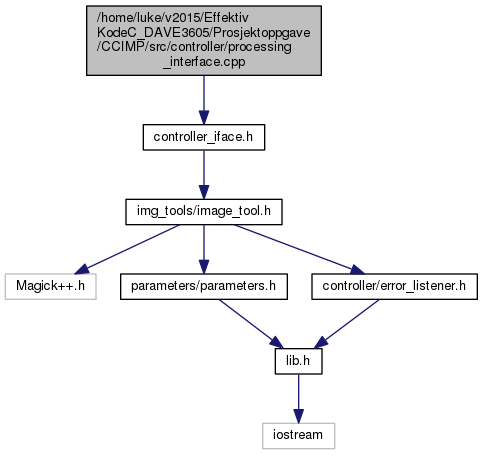 /home/luke/v2015/Effektiv
KodeC_DAVE3605/Prosjektoppgave
/CCIMP/src/controller/processing
_interface.cpp
controller_iface.h
img_tools/image_tool.h
Magick++.h
parameters/parameters.h
controller/error_listener.h
lib.h
iostream